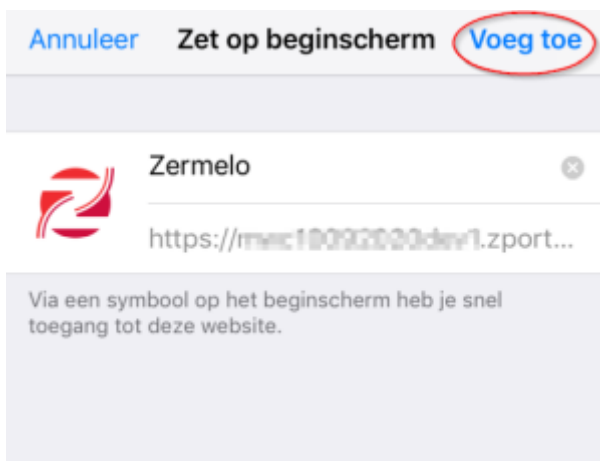 Annuleer Zet op beginscherm Voeg toe
Zermelo
https:// .zport...
Via een symbool op het beginscherm heb je snel
toegang tot deze website.